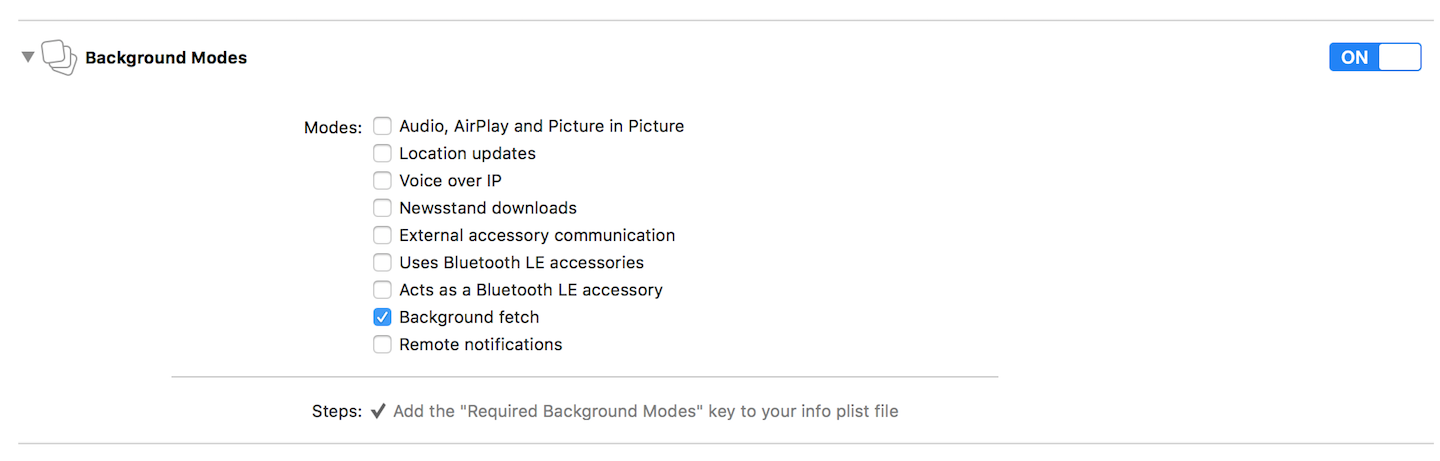 Background Modes
ON
Modes: Audio, AirPlay and Picture in Picture
Location updates
Voice over IP
Newsstand downloads
External accessory communication
Uses Bluetooth LE accessories
Acts as a Bluetooth LE accessory
Background fetch
Remote notifications
Steps: ✔ Add the "Required Background Modes" key to your info plist file